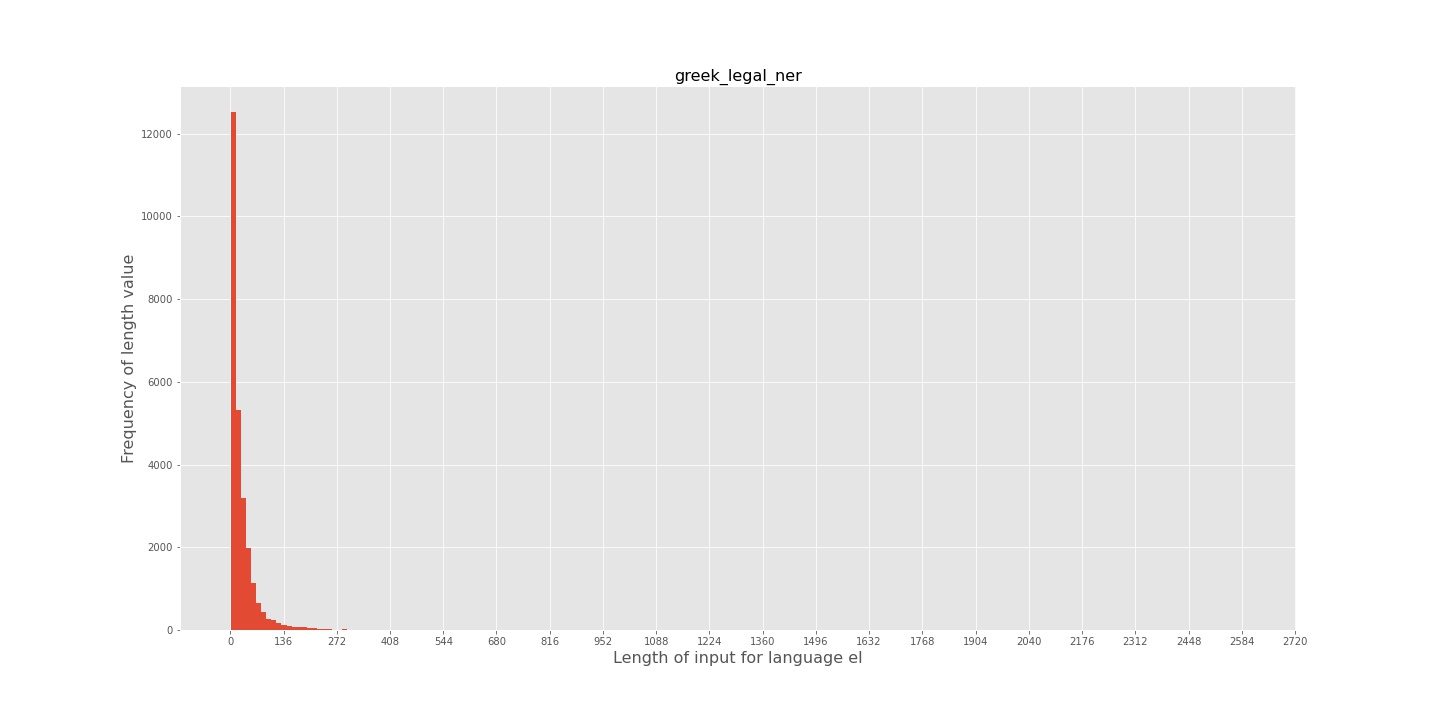 greek_legal_ner
Frequency of length value
12000
10000
8000
6000
4000
2000
0
0 136 272 408 544 680 816 952 1088 1224 1360 1496 1632 1768 1904 2040 2176 2312 2448 2584 2720
Length of input for language el